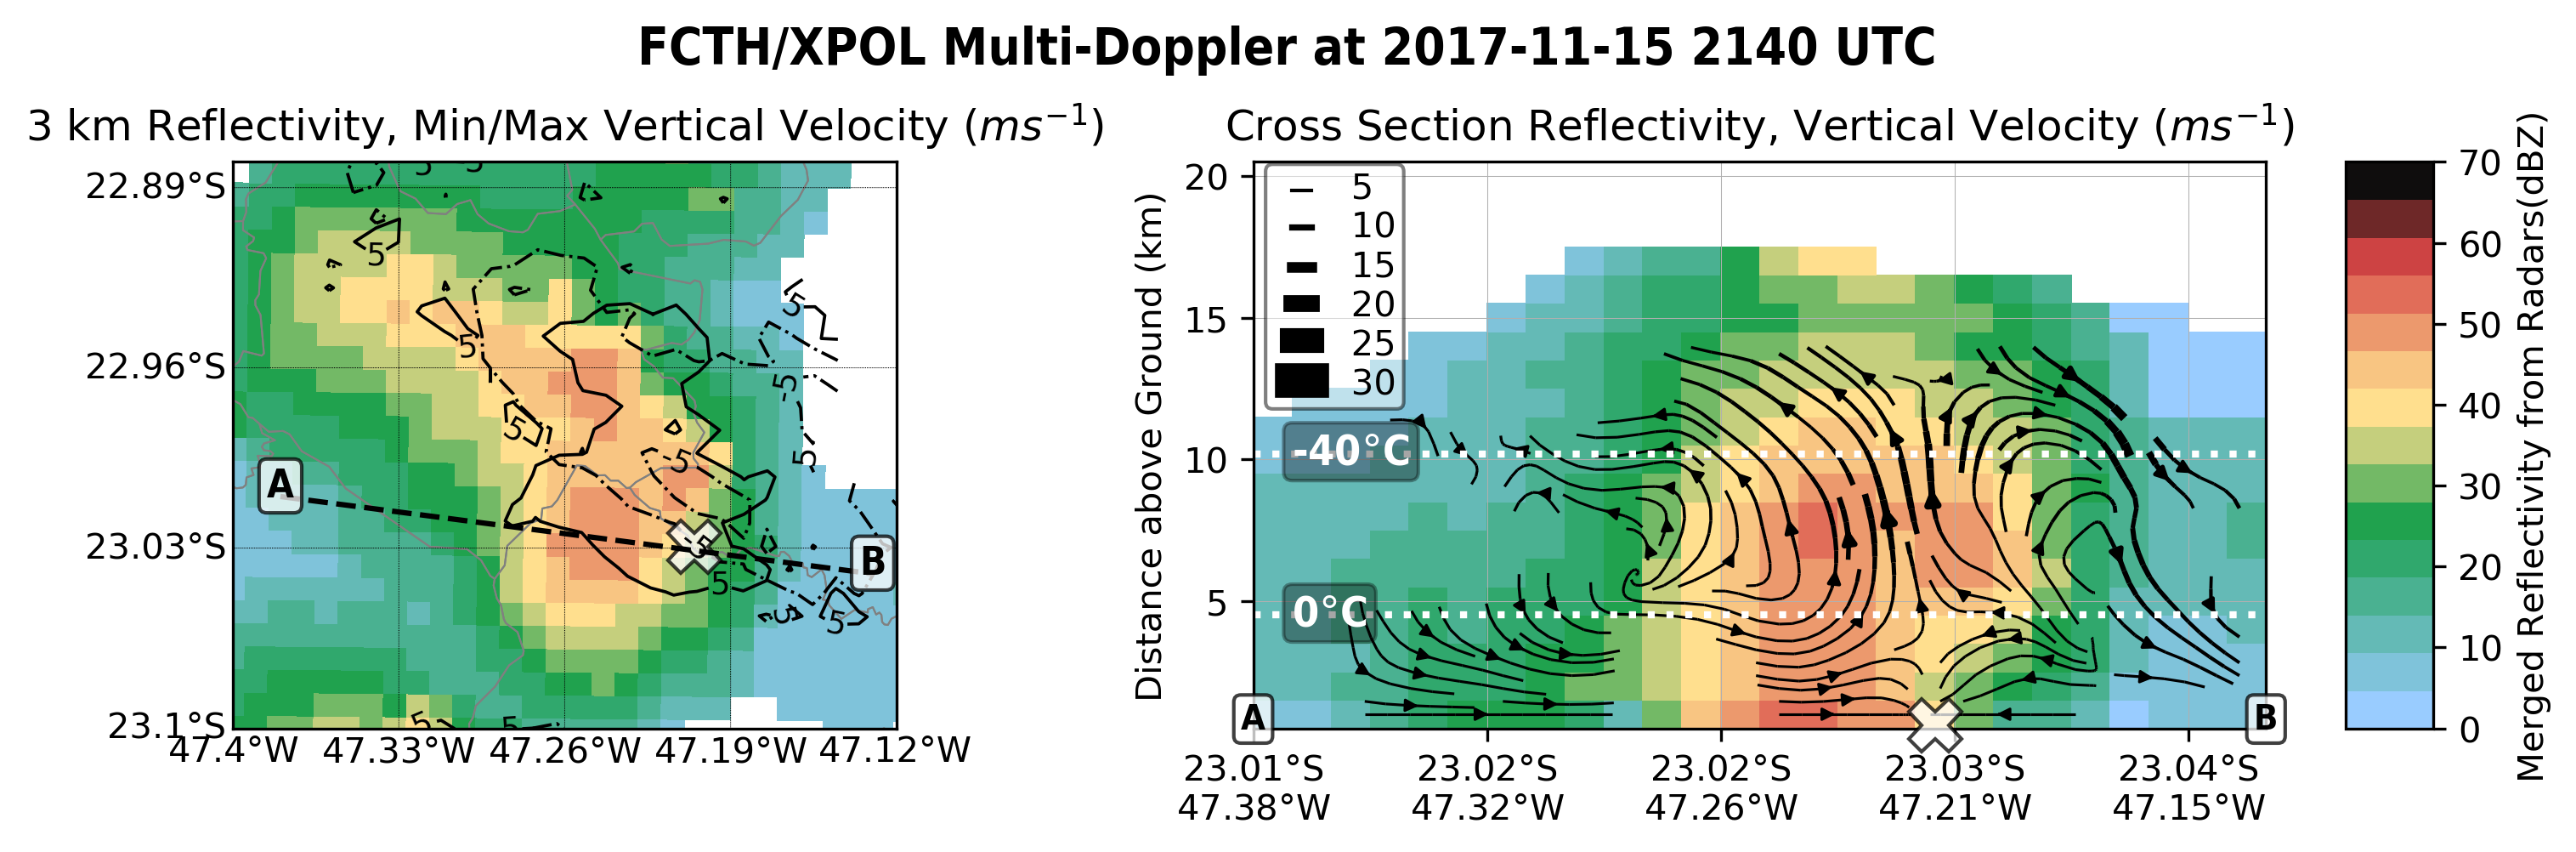 FCTH/XPOL Multi-Doppler at 2017-11-15 2140 UTC
3 km Reflectivity, Min/Max Vertical Velocity (ms⁻¹)
22.89°S
22.96°S
23.03°S
23.1°S
47.4°W 47.33°W 47.26°W 47.19°W 47.12°W
5
5
5
5
-5
-5
-5
-5
5
5
5
5
A
B
Cross Section Reflectivity, Vertical Velocity (ms⁻¹)
Distance above Ground (km)
20
15
10
5
5
10
15
20
25
30
-40°C
0°C
A
B
23.01°S 23.02°S 23.02°S 23.03°S 23.04°S
47.38°W 47.32°W 47.26°W 47.21°W 47.15°W
70
60
50
40
30
20
10
0
Merged Reflectivity from Radars(dBZ)